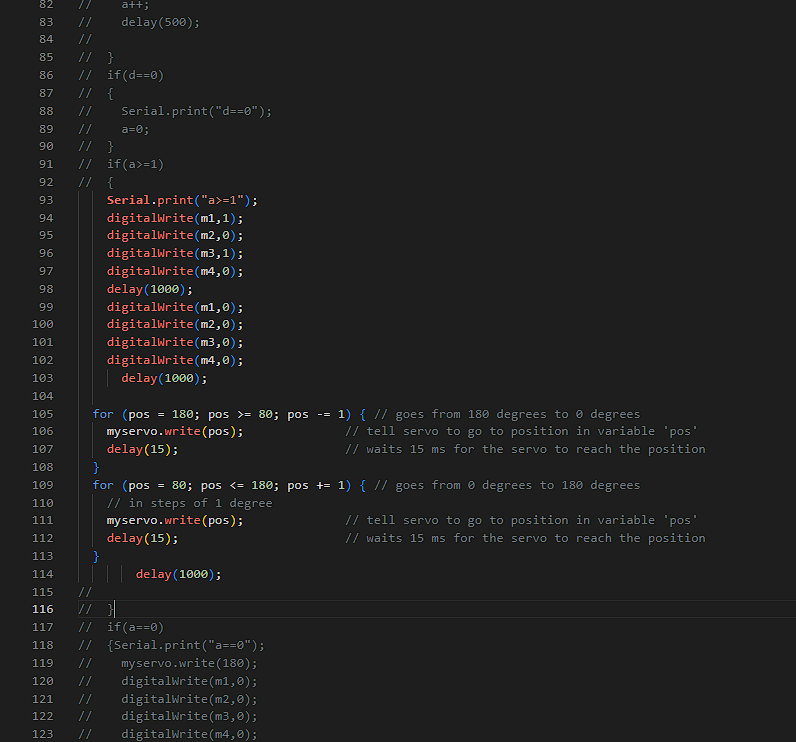 82 // a++;
83 // delay(500);
84 //
85 // }
86 // if(d==0)
87 // {
88 // Serial.print("d==0");
89 // a=0;
90 // }
91 // if(a>=1)
92 // {
93 Serial.print("a>=1");
94 digitalWrite(m1,1);
95 digitalWrite(m2,0);
96 digitalWrite(m3,1);
97 digitalWrite(m4,0);
98 delay(1000);
99 digitalWrite(m1,0);
100 digitalWrite(m2,0);
101 digitalWrite(m3,0);
102 digitalWrite(m4,0);
103 delay(1000);
104
105 for (pos = 180; pos >= 80; pos -= 1) { // goes from 180 degrees to 0 degrees
106 myservo.write(pos); // tell servo to go to position in variable 'pos'
107 delay(15); // waits 15 ms for the servo to reach the position
108 }
109 for (pos = 80; pos <= 180; pos += 1) { // goes from 0 degrees to 180 degrees
110 // in steps of 1 degree
111 myservo.write(pos); // tell servo to go to position in variable 'pos'
112 delay(15); // waits 15 ms for the servo to reach the position
113 }
114 delay(1000);
115 //
116 // }
117 // if(a==0)
118 // {Serial.print("a==0");
119 // myservo.write(180);
120 // digitalWrite(m1,0);
121 // digitalWrite(m2,0);
122 // digitalWrite(m3,0);
123 // digitalWrite(m4,0);